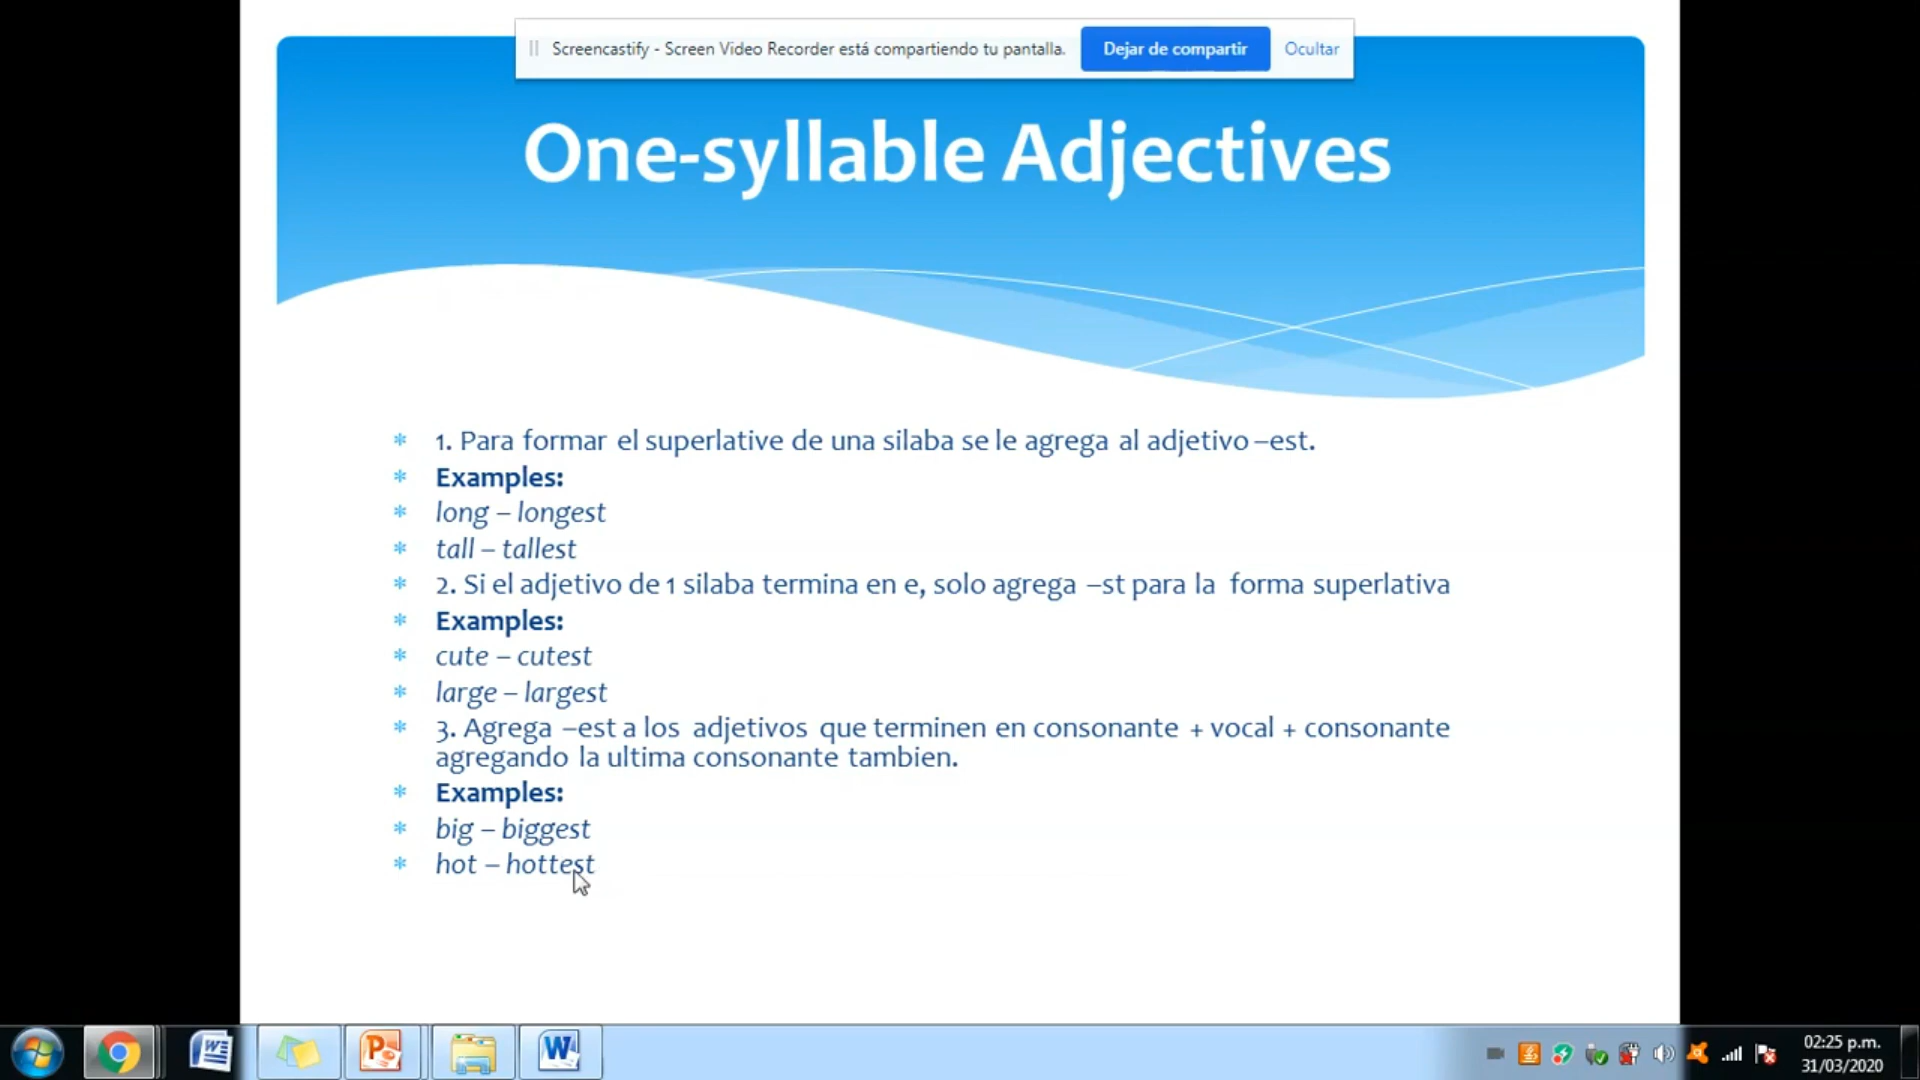 Screencastify - Screen Video Recorder está compartiendo tu pantalla. Dejar de compartir Ocultar
One-syllable Adjectives
* 1. Para formar el superlative de una silaba se le agrega al adjetivo –est.
* Examples:
* long – longest
* tall – tallest
* 2. Si el adjetivo de 1 silaba termina en e, solo agrega –st para la forma superlativa
* Examples:
* cute – cutest
* large – largest
* 3. Agrega –est a los adjetivos que terminen en consonante + vocal + consonante
agregando la ultima consonante tambien.
* Examples:
* big – biggest
* hot – hottest
02:25 p.m.
31/03/2020